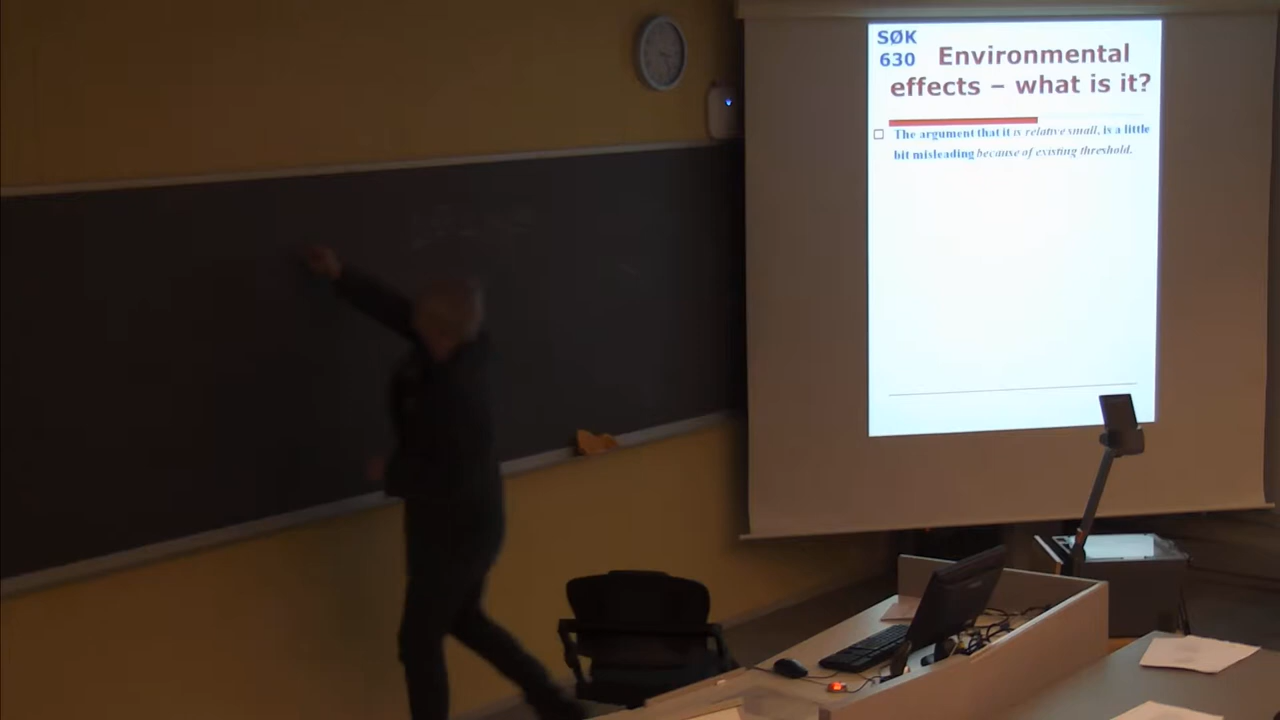 SØK
630
Environmental
effects – what is it?
The argument that it is relative small, is a little
bit misleading because of existing threshold.